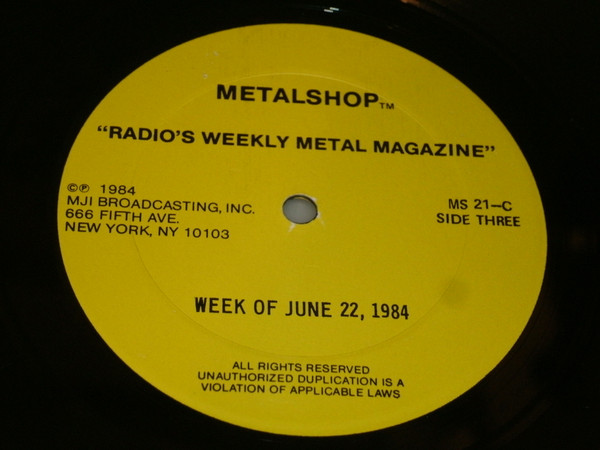 METALSHOP™
“RADIO'S WEEKLY METAL MAGAZINE”
©℗ 1984
MJI BROADCASTING, INC.
666 FIFTH AVE.
NEW YORK, NY 10103
MS 21–C
SIDE THREE
WEEK OF JUNE 22, 1984
ALL RIGHTS RESERVED
UNAUTHORIZED DUPLICATION IS A
VIOLATION OF APPLICABLE LAWS